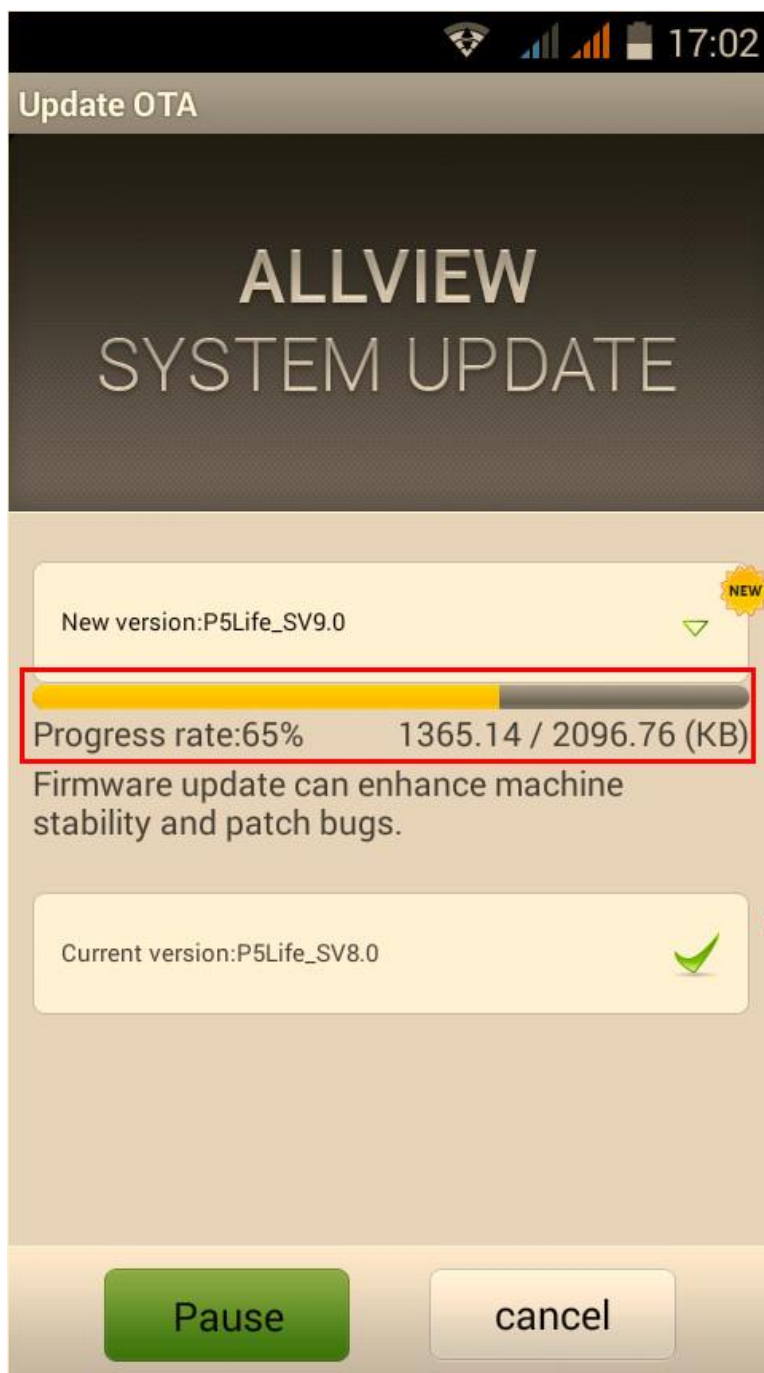 17:02
Update OTA
ALLVIEW
SYSTEM UPDATE
NEW
New version:P5Life_SV9.0
Progress rate:65% 1365.14 / 2096.76 (KB)
Firmware update can enhance machine
stability and patch bugs.
Current version:P5Life_SV8.0
Pause cancel